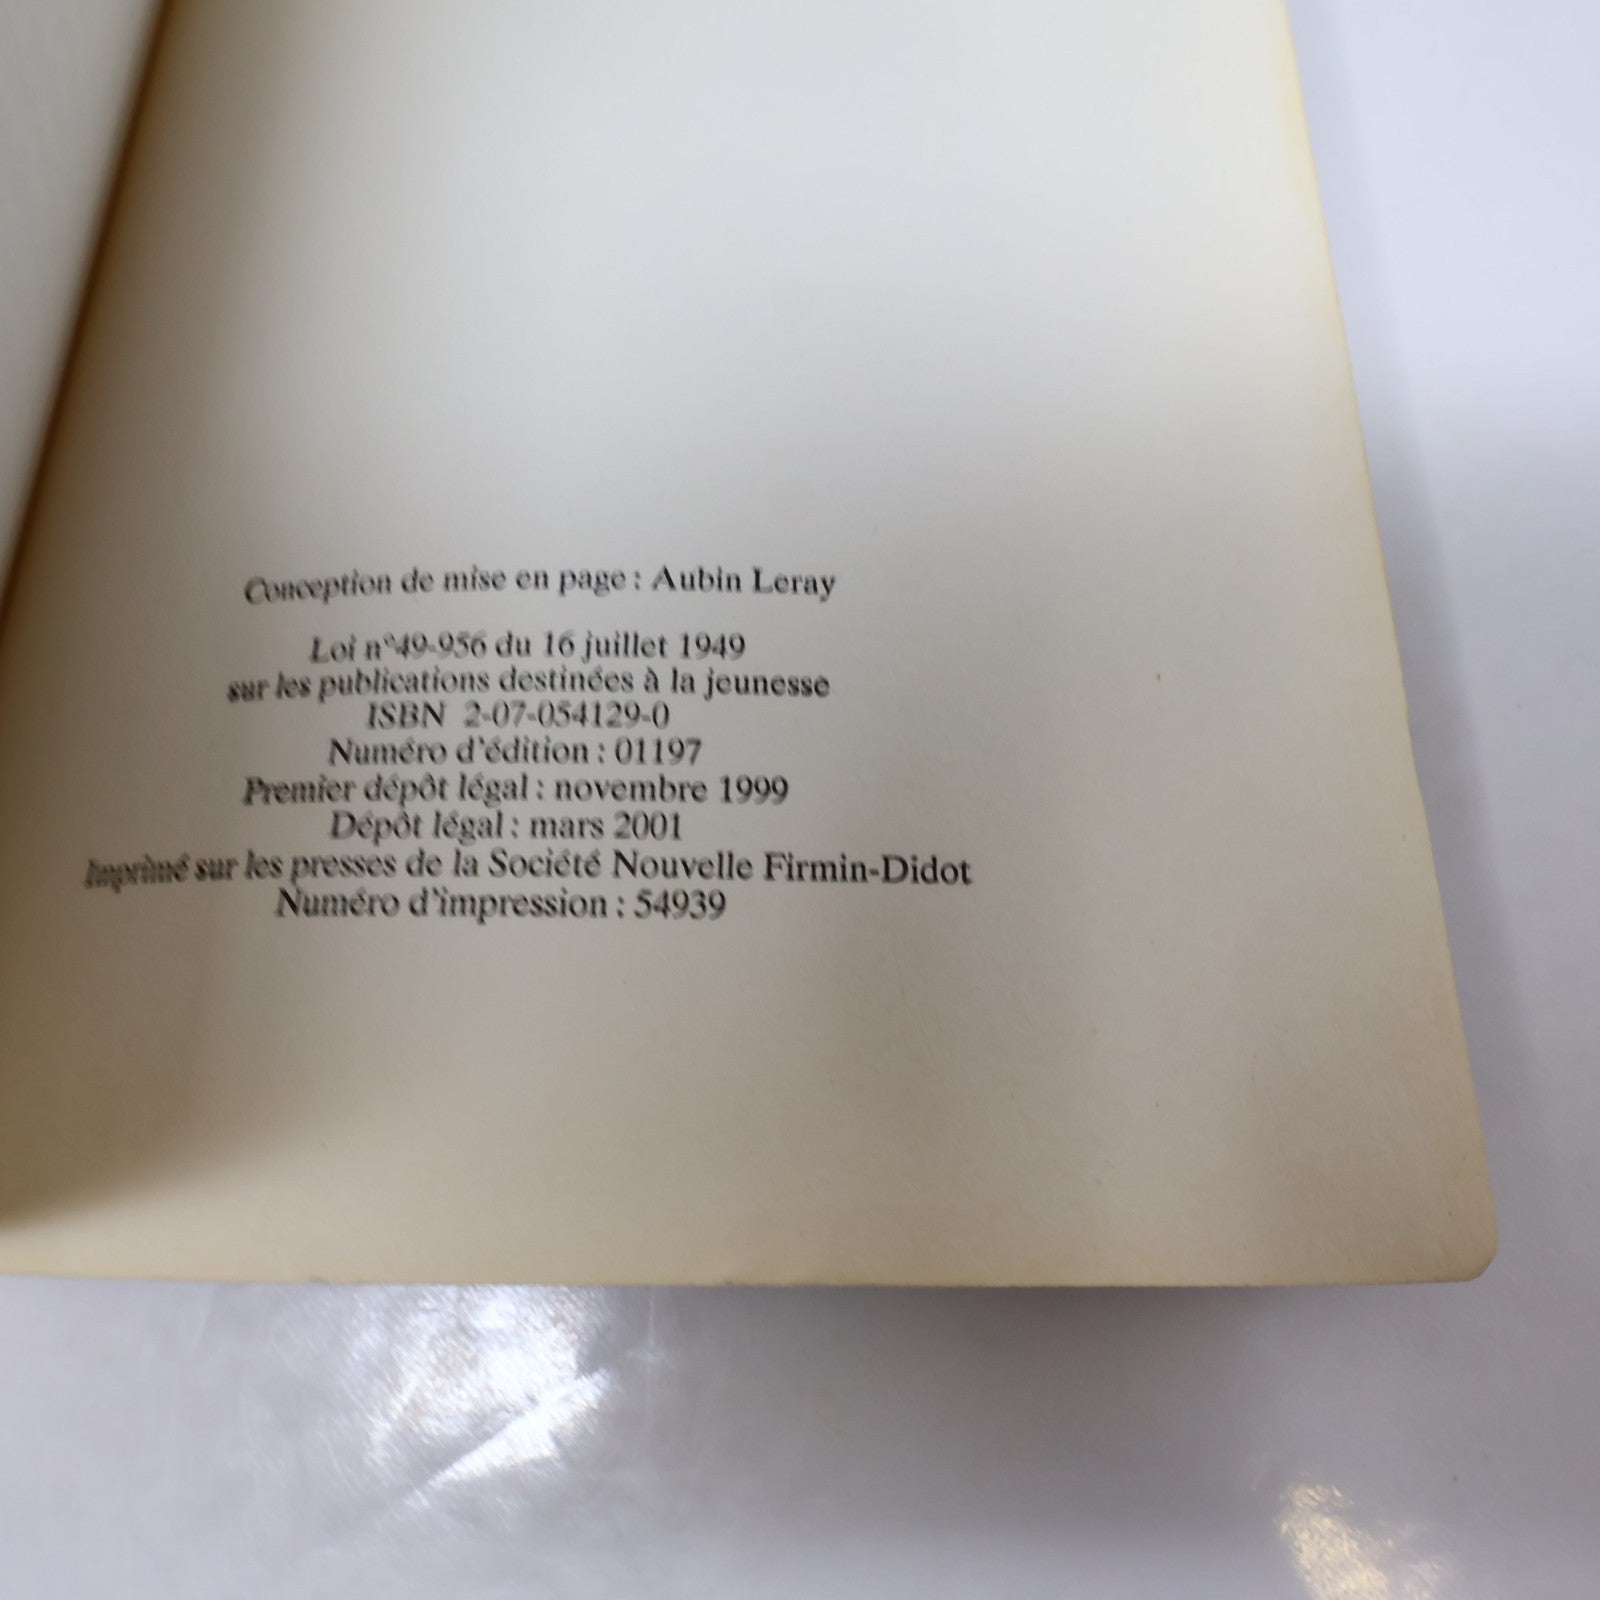 Conception de mise en page : Aubin Leray
Loi n°49-956 du 16 juillet 1949
sur les publications destinées à la jeunesse
ISBN 2-07-054129-0
Numéro d'édition : 01197
Premier dépôt légal : novembre 1999
Dépôt légal : mars 2001
Imprimé sur les presses de la Société Nouvelle Firmin-Didot
Numéro d'impression : 54939